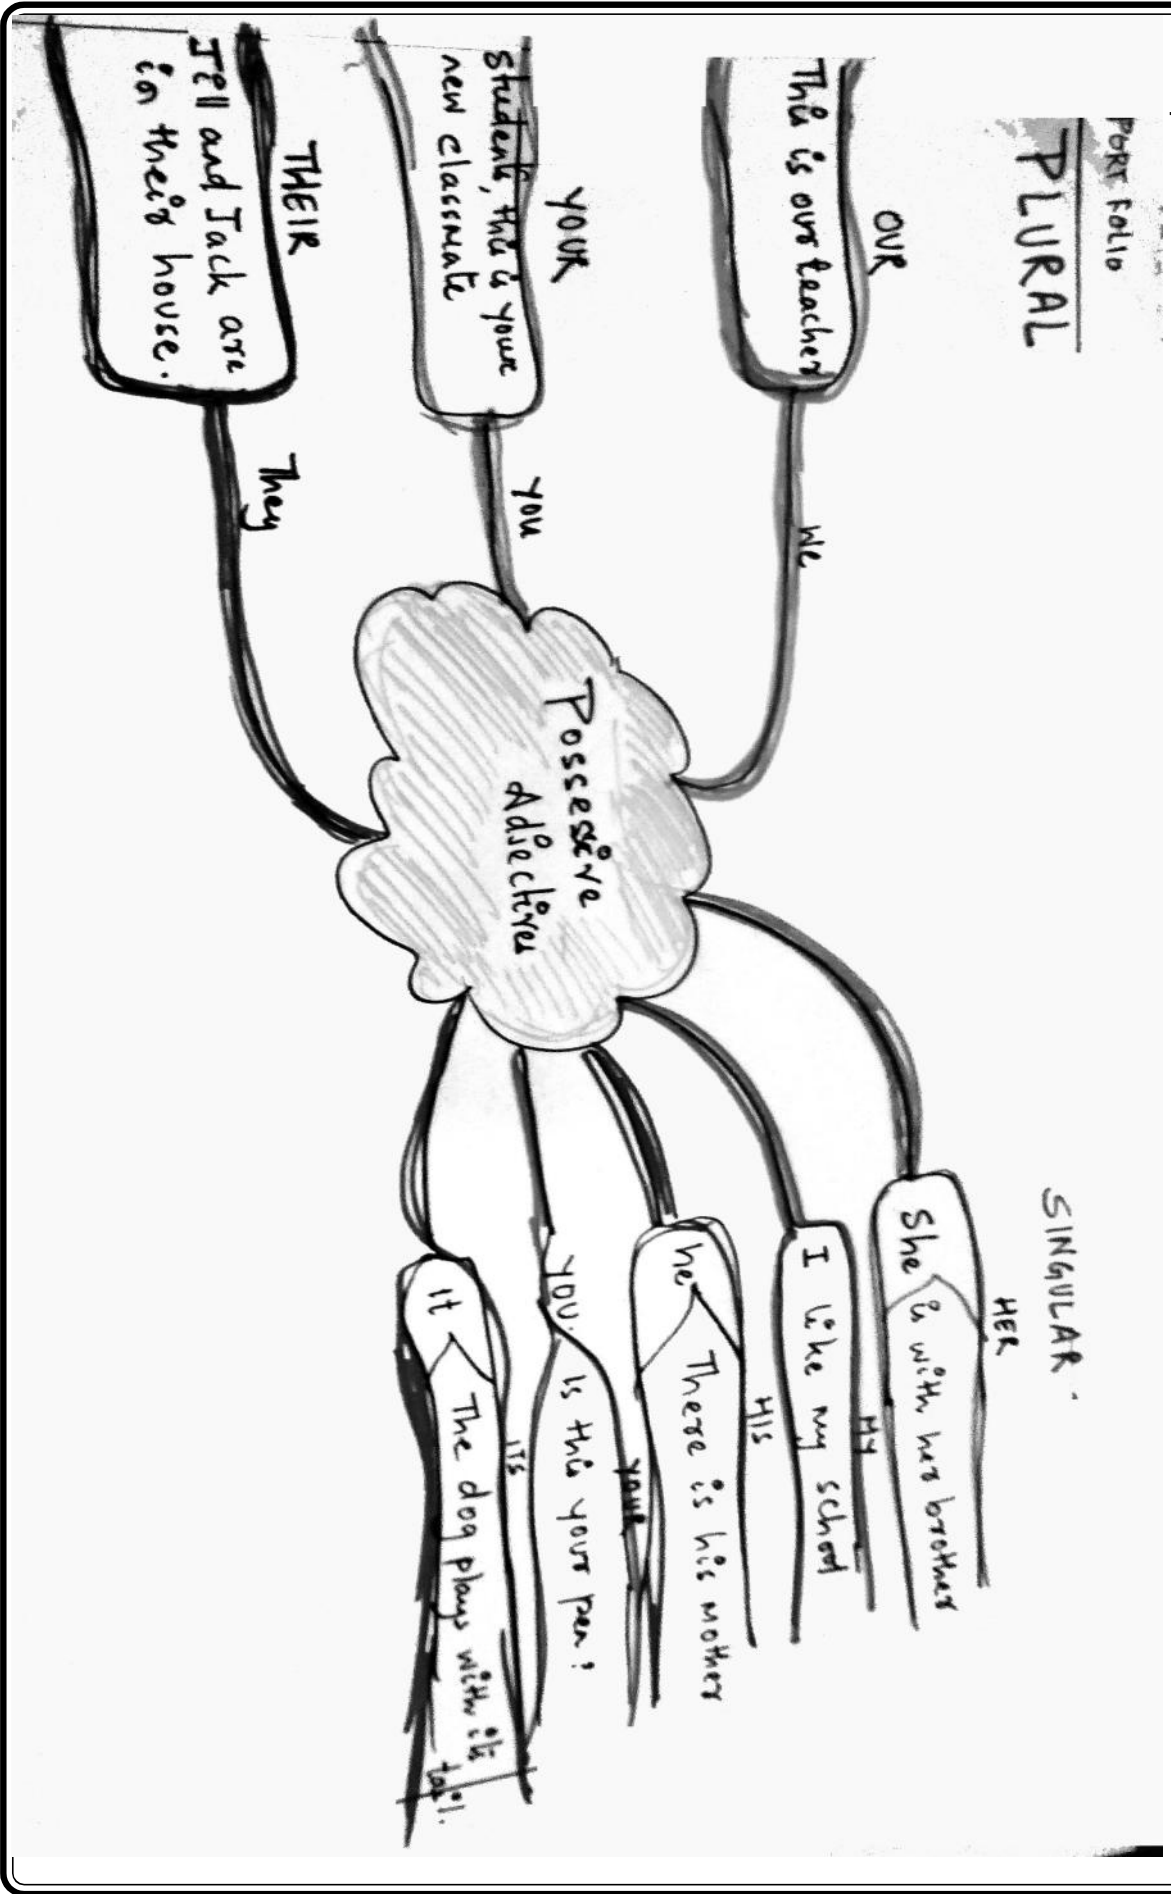 PORT FOLIO
PLURAL
OUR
This is our teacher
We
YOUR
students, this is your
new classmate
YOU
THEIR
Jill and Jack are
in their house.
They
Possessive
Adjectives
SINGULAR.
HER
She is with her brother
MY
I like my school
HIS
he There is his mother
YOUR
YOU. Is this your pen?
ITS
It The dog plays with its
tail.